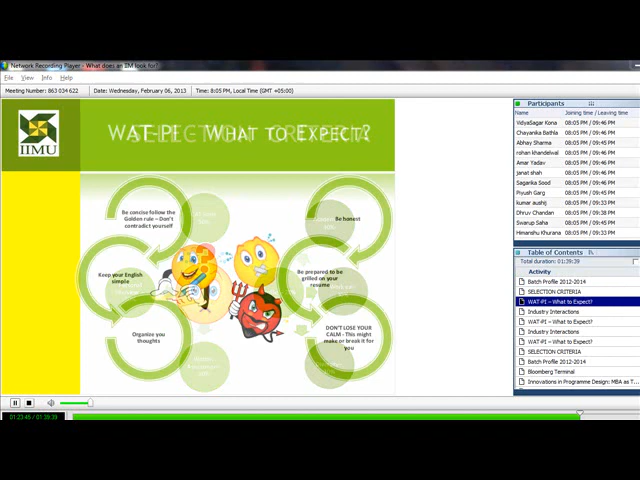 Network Recording Player - What does an IIM look for?
File View Info Help
Meeting Number: 863 034 622 Date: Wednesday, February 06, 2013 Time: 8:05 PM, Local Time (GMT +05:00)
IIMU
WAT-PI – WHAT TO EXPECT?
SELECTION CRITERIA
Be concise follow the
Golden rule – Don't
contradict yourself
Be honest
Keep your English
simple
Be prepared to be
grilled on your
resume
Organize you
thoughts
DON'T LOSE YOUR
CALM - This might
make or break it for
you
Participants
Name Joining time / Leaving time
VidyaSagar Kona 08:05 PM / 09:46 PM
Chayanika Bathla 08:05 PM / 09:46 PM
Abhay Sharma 08:05 PM / 09:45 PM
rohan khandelwal 08:05 PM / 09:46 PM
Amar Yadav 08:05 PM / 09:46 PM
janat shah 08:05 PM / 09:46 PM
Sagarika Sood 08:05 PM / 09:46 PM
Piyush Garg 08:05 PM / 09:46 PM
kumar aushj 08:05 PM / 09:33 PM
Dhruv Chandan 08:05 PM / 09:39 PM
Swarup Saha 08:05 PM / 09:38 PM
Himanshu Khurana 08:05 PM / 09:46 PM
Table of Contents
Total duration: 01:39:39
Activity
Batch Profile 2012-2014
SELECTION CRITERIA
WAT-PI – What to Expect?
Industry Interactions
WAT-PI – What to Expect?
Industry Interactions
WAT-PI – What to Expect?
SELECTION CRITERIA
Batch Profile 2012-2014
Bloomberg Terminal
Innovations in Programme Design: MBA as T...
01:23:45 / 01:39:39